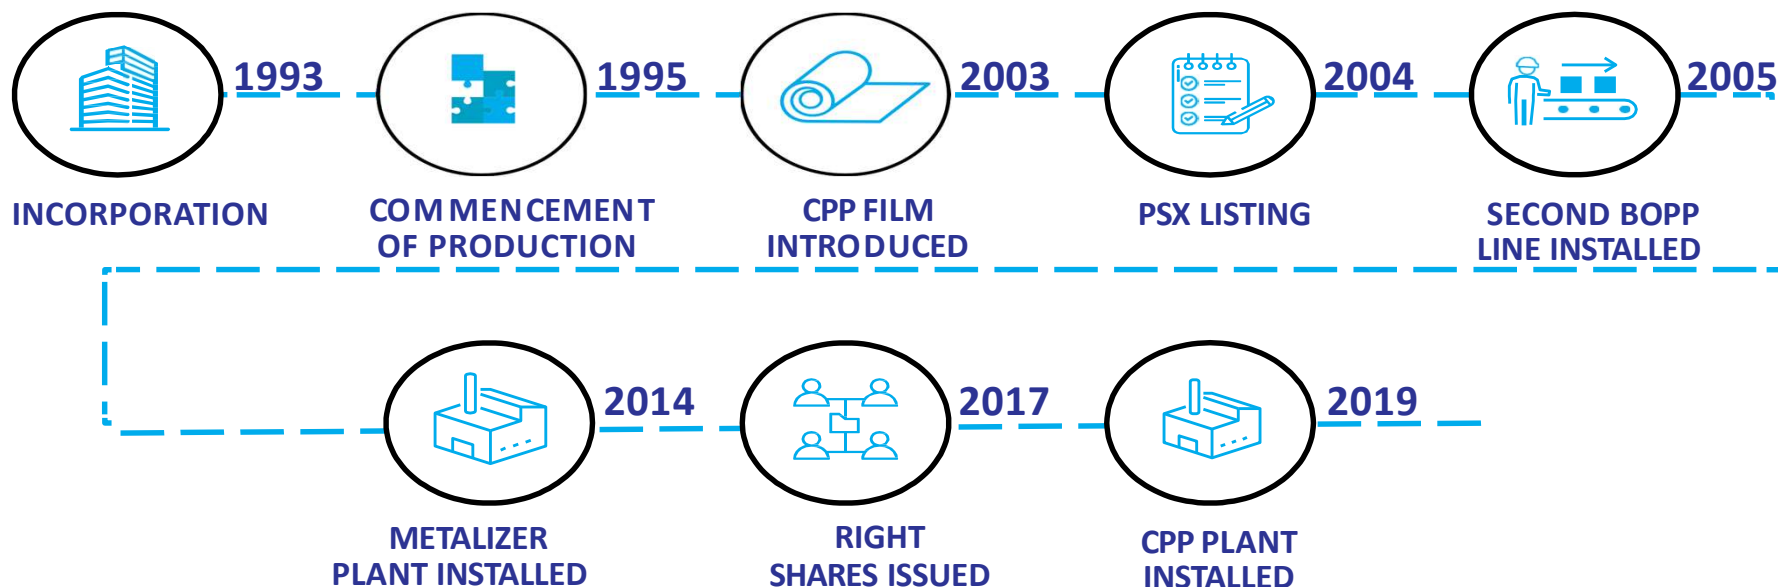 1993
INCORPORATION
1995
COMMENCEMENT
OF PRODUCTION
2003
CPP FILM
INTRODUCED
2004
PSX LISTING
2005
SECOND BOPP
LINE INSTALLED
2014
METALIZER
PLANT INSTALLED
2017
RIGHT
SHARES ISSUED
2019
CPP PLANT
INSTALLED